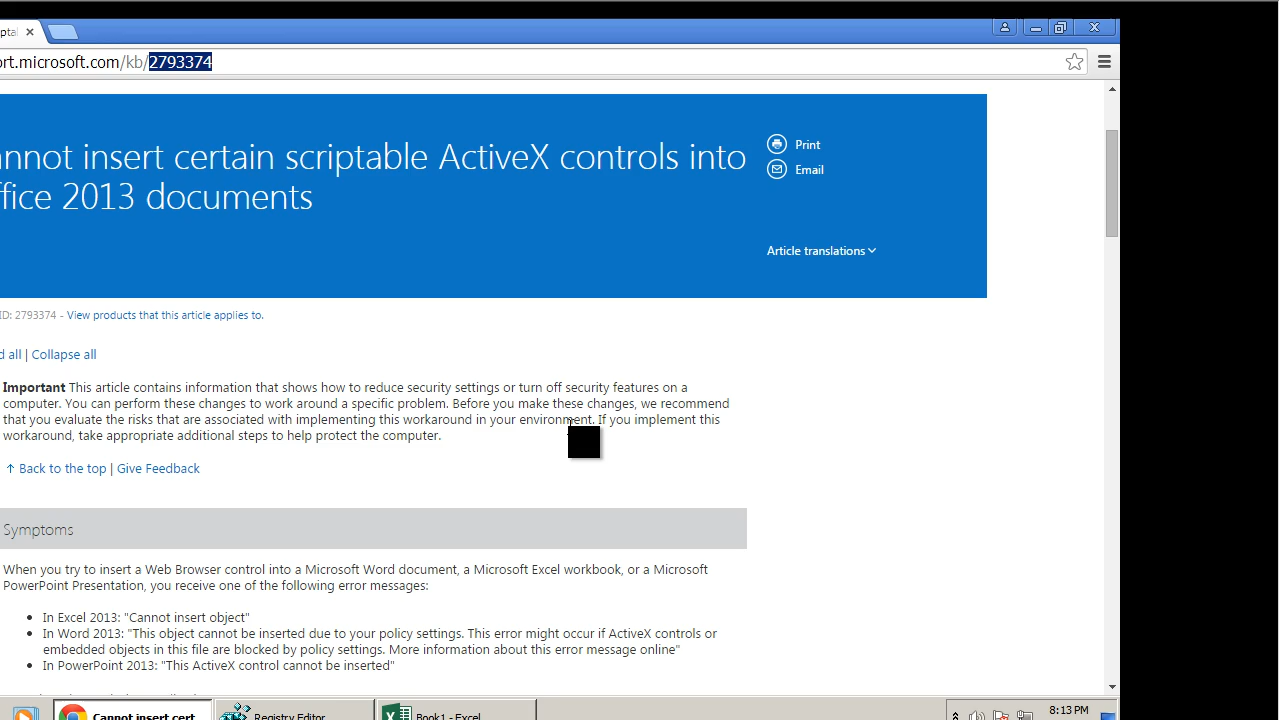 ort.microsoft.com/kb/2793374
annot insert certain scriptable ActiveX controls into
ffice 2013 documents
Print
Email
Article translations
ID: 2793374 - View products that this article applies to.
d all | Collapse all
Important This article contains information that shows how to reduce security settings or turn off security features on a
computer. You can perform these changes to work around a specific problem. Before you make these changes, we recommend
that you evaluate the risks that are associated with implementing this workaround in your environment. If you implement this
workaround, take appropriate additional steps to help protect the computer.
↑ Back to the top | Give Feedback
Symptoms
When you try to insert a Web Browser control into a Microsoft Word document, a Microsoft Excel workbook, or a Microsoft
PowerPoint Presentation, you receive one of the following error messages:
• In Excel 2013: "Cannot insert object"
• In Word 2013: "This object cannot be inserted due to your policy settings. This error might occur if ActiveX controls or
embedded objects in this file are blocked by policy settings. More information about this error message online"
• In PowerPoint 2013: "This ActiveX control cannot be inserted"
Cannot insert cert
Registry Editor
Book1 - Excel
8:13 PM